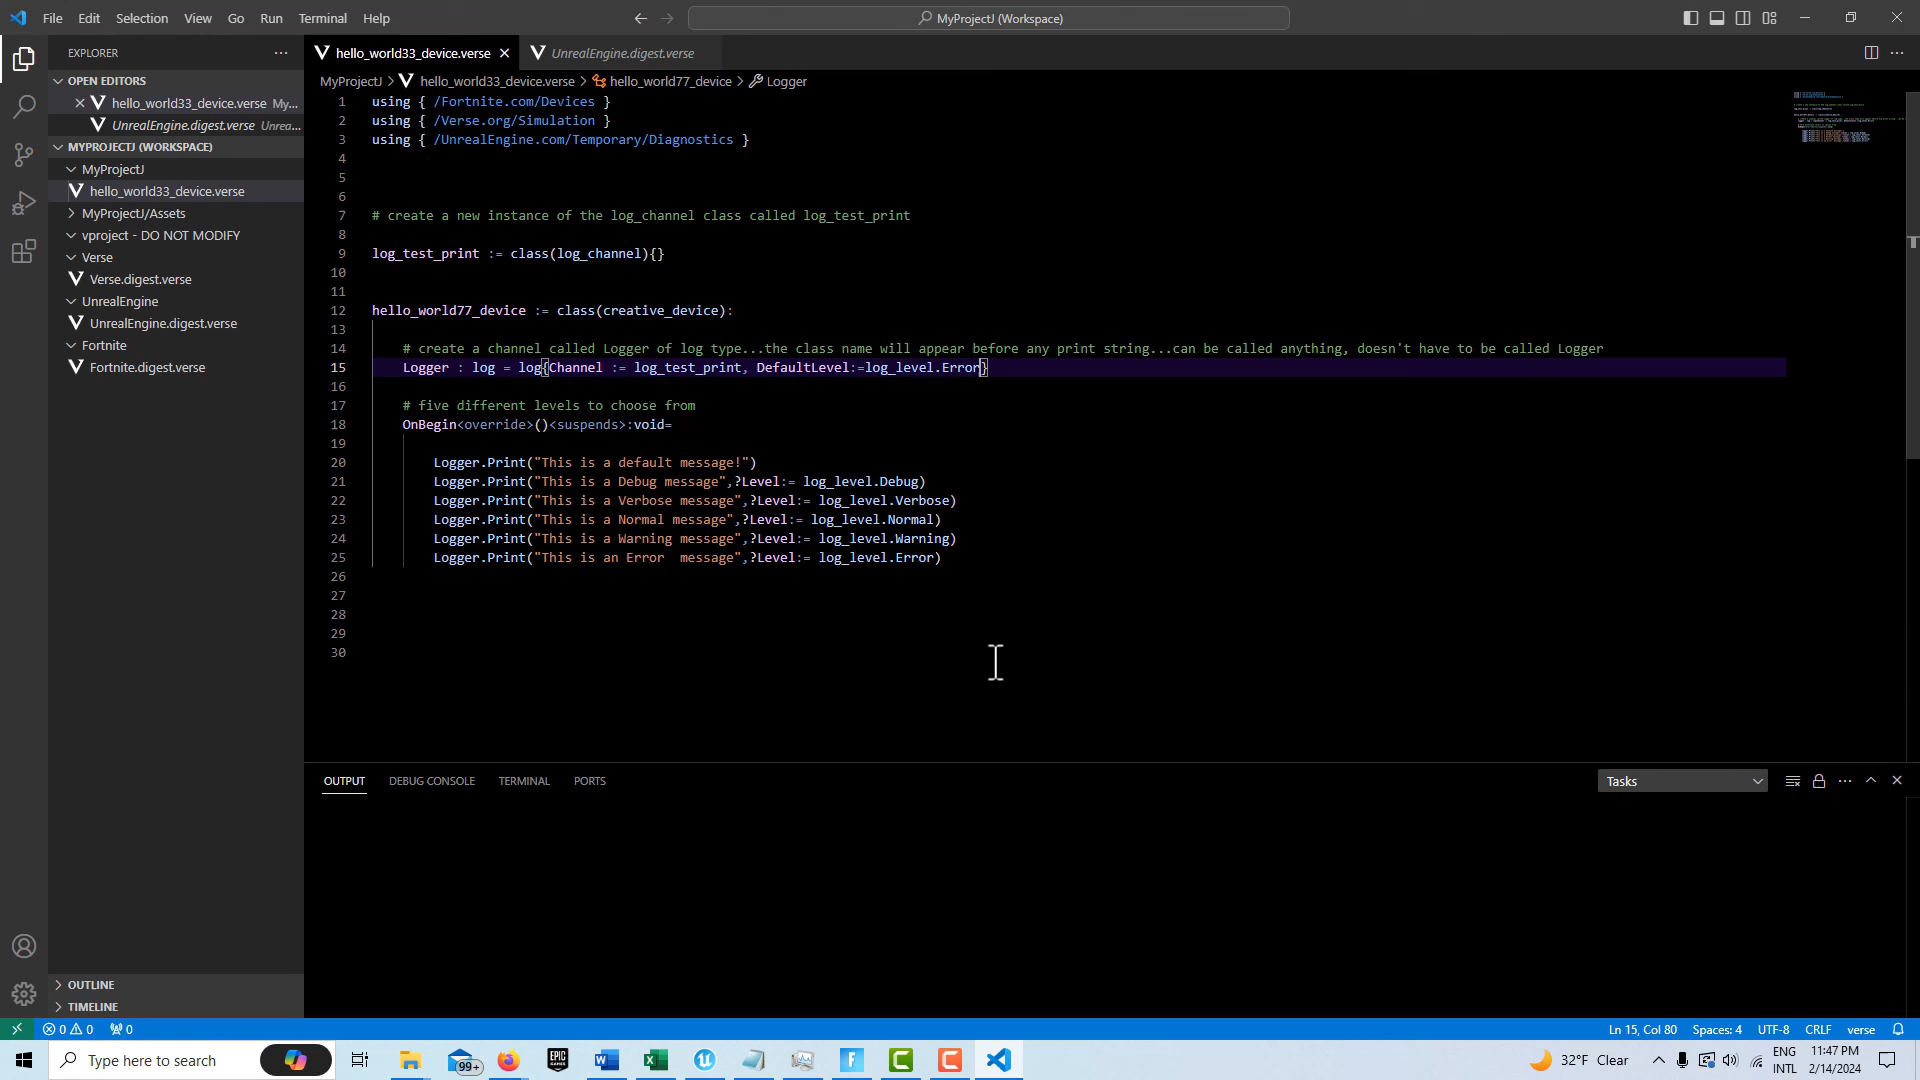 File Edit Selection View Go Run Terminal Help
MyProjectJ (Workspace)
EXPLORER
OPEN EDITORS
hello_world33_device.verse My...
UnrealEngine.digest.verse Unrea...
MYPROJECTJ (WORKSPACE)
MyProjectJ
hello_world33_device.verse
MyProjectJ/Assets
vproject - DO NOT MODIFY
Verse
Verse.digest.verse
UnrealEngine
UnrealEngine.digest.verse
Fortnite
Fortnite.digest.verse
OUTLINE
TIMELINE
hello_world33_device.verse UnrealEngine.digest.verse
MyProjectJ > hello_world33_device.verse > hello_world77_device > Logger
1 using { /Fortnite.com/Devices }
2 using { /Verse.org/Simulation }
3 using { /UnrealEngine.com/Temporary/Diagnostics }
4
5
6
7 # create a new instance of the log_channel class called log_test_print
8
9 log_test_print := class(log_channel){}
10
11
12 hello_world77_device := class(creative_device):
13
14 # create a channel called Logger of log type...the class name will appear before any print string...can be called anything, doesn't have to be called Logger
15 Logger : log = log{Channel := log_test_print, DefaultLevel:=log_level.Error}
16
17 # five different levels to choose from
18 OnBegin<override>()<suspends>:void=
19
20 Logger.Print("This is a default message!")
21 Logger.Print("This is a Debug message",?Level:= log_level.Debug)
22 Logger.Print("This is a Verbose message",?Level:= log_level.Verbose)
23 Logger.Print("This is a Normal message",?Level:= log_level.Normal)
24 Logger.Print("This is a Warning message",?Level:= log_level.Warning)
25 Logger.Print("This is an Error  message",?Level:= log_level.Error)
26
27
28
29
30
OUTPUT DEBUG CONSOLE TERMINAL PORTS Tasks
0 0 0 Ln 15, Col 80 Spaces: 4 UTF-8 CRLF verse
Type here to search 99+ EPIC GAMES 32°F Clear ENG INTL 11:47 PM 2/14/2024